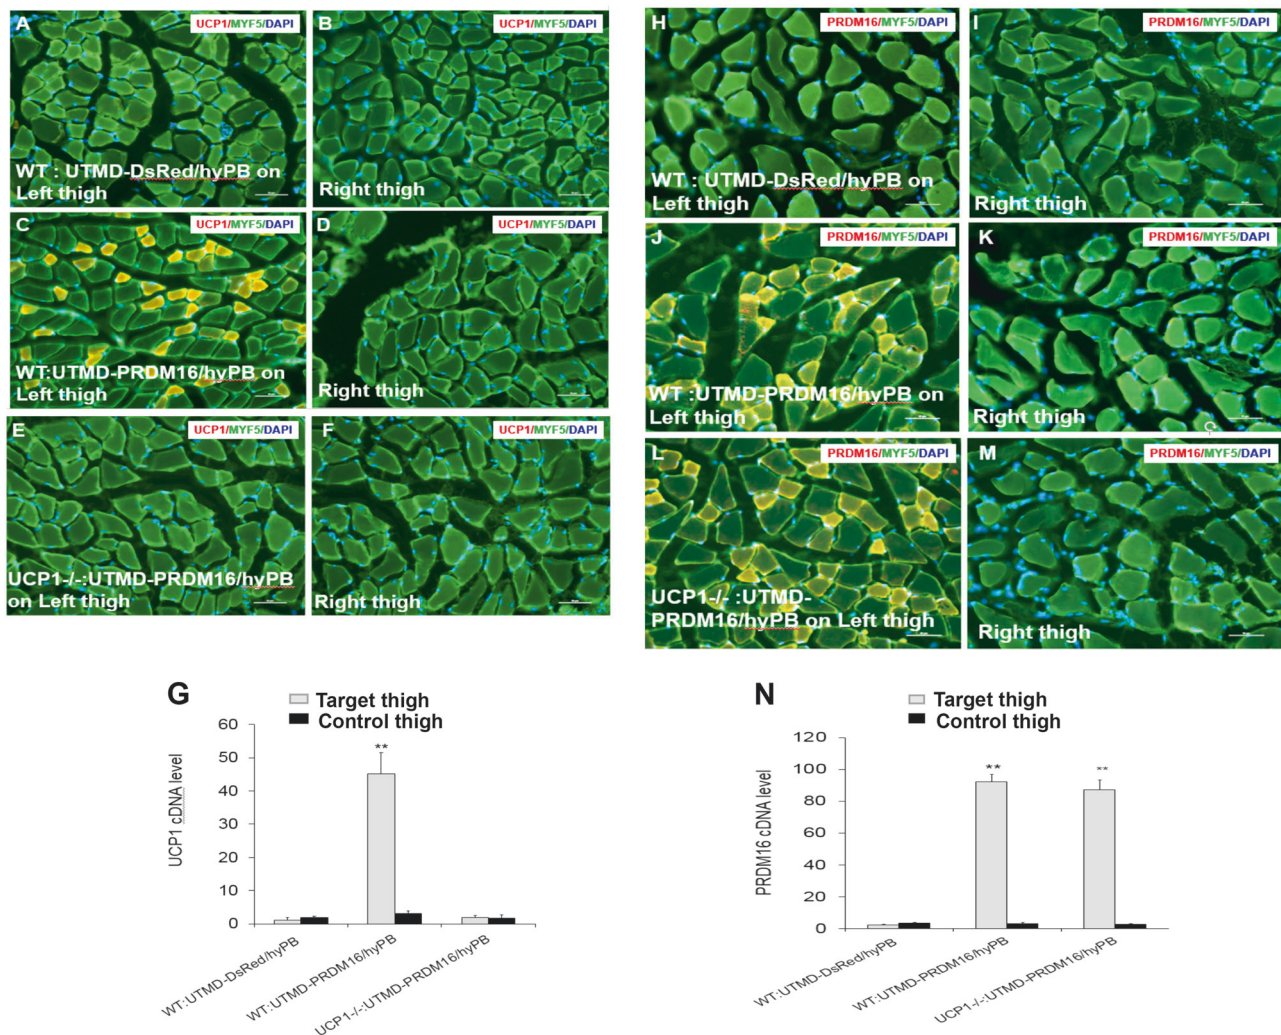 A
UCP1/MYF5/DAPI
WT : UTMD-DsRed/hyPB on
Left thigh
B
UCP1/MYF5/DAPI
Right thigh
C
UCP1/MYF5/DAPI
WT:UTMD-PRDM16/hyPB on
Left thigh
D
UCP1/MYF5/DAPI
Right thigh
E
UCP1/MYF5/DAPI
UCP1-/-:UTMD-PRDM16/hyPB
on Left thigh
F
UCP1/MYF5/DAPI
Right thigh
H
PRDM16/MYF5/DAPI
WT : UTMD-DsRed/hyPB on
Left thigh
I
PRDM16/MYF5/DAPI
Right thigh
J
PRDM16/MYF5/DAPI
WT :UTMD-PRDM16/hyPB on
Left thigh
K
PRDM16/MYF5/DAPI
Right thigh
L
PRDM16/MYF5/DAPI
UCP1-/- :UTMD-
PRDM16/hyPB on Left thigh
M
PRDM16/MYF5/DAPI
Right thigh
G
Target thigh
Control thigh
UCP1 cDNA level
60
50
40
30
20
10
0
**
WT:UTMD-DsRed/hyPB
WT:UTMD-PRDM16/hyPB
UCP1-/-:UTMD-PRDM16/hyPB
N
Target thigh
Control thigh
PRDM16 cDNA level
120
100
80
60
40
20
0
**
**
WT:UTMD-DsRed/hyPB
WT:UTMD-PRDM16/hyPB
UCP1-/-:UTMD-PRDM16/hyPB